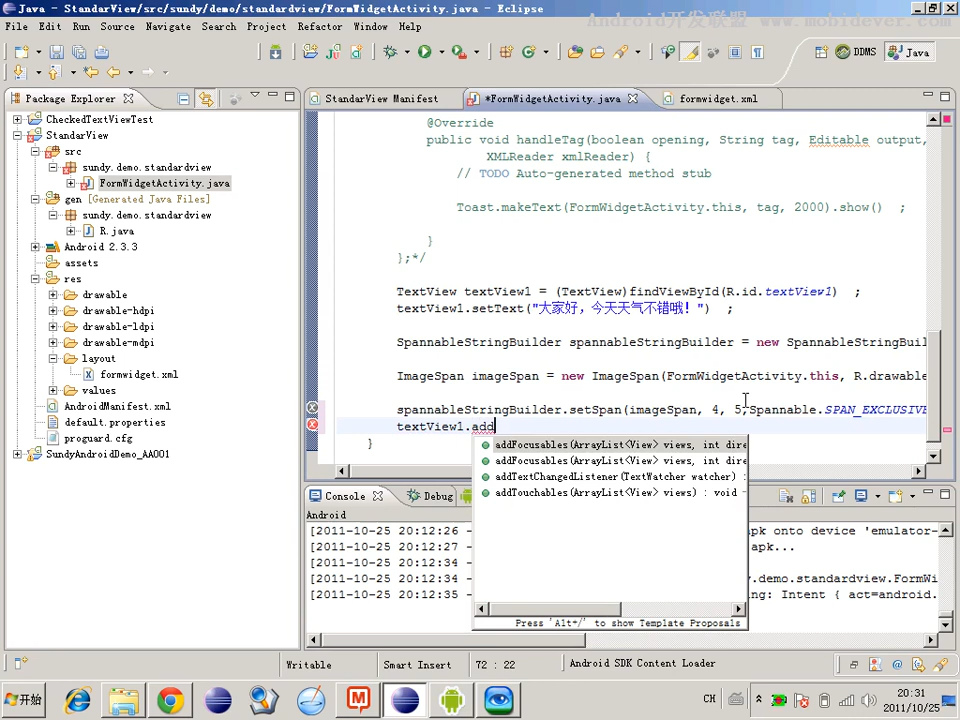 Java - StandarView/src/sundy/demo/standardview/FormWidgetActivity.java - Eclipse
Android开发联盟 www.mobidever.com
File Edit Run Source Navigate Search Project Refactor Window Help
DDMS Java
Package Explorer
StandarView Manifest *FormWidgetActivity.java formwidget.xml
CheckedTextViewTest
StandarView
src
sundy.demo.standardview
FormWidgetActivity.java
gen [Generated Java Files]
sundy.demo.standardview
R.java
Android 2.3.3
assets
res
drawable
drawable-hdpi
drawable-ldpi
drawable-mdpi
layout
formwidget.xml
values
AndroidManifest.xml
default.properties
proguard.cfg
SundyAndroidDemo_AA001
@Override
public void handleTag(boolean opening, String tag, Editable output,
XMLReader xmlReader) {
// TODO Auto-generated method stub
Toast.makeText(FormWidgetActivity.this, tag, 2000).show() ;
}
};*/
TextView textView1 = (TextView)findViewById(R.id.textView1) ;
textView1.setText("大家好，今天天气不错哦！") ;
SpannableStringBuilder spannableStringBuilder = new SpannableStringBuil
ImageSpan imageSpan = new ImageSpan(FormWidgetActivity.this, R.drawable
spannableStringBuilder.setSpan(imageSpan, 4, 5,Spannable.SPAN_EXCLUSIVE
textView1.add
}
addFocusables(ArrayList<View> views, int dire
addFocusables(ArrayList<View> views, int dire
addTextChangedListener(TextWatcher watcher) :
addTouchables(ArrayList<View> views) : void -
Press 'Alt+/' to show Template Proposals
Console Debug
Android
[2011-10-25 20:12:26 - pk onto device 'emulator-
[2011-10-25 20:12:27 - apk...
[2011-10-25 20:12:34 -
[2011-10-25 20:12:34 - y.demo.standardview.FormWi
[2011-10-25 20:12:35 - ng: Intent { act=android.
Writable Smart Insert 72 : 22 Android SDK Content Loader
开始
CH
20:31
2011/10/25